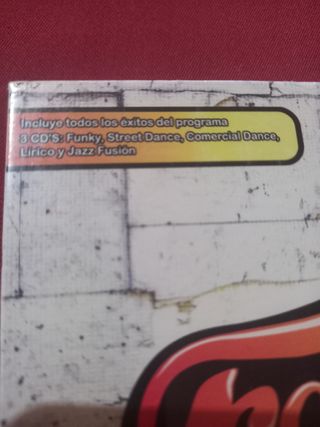 Incluye todos los éxitos del programa
3 CD'S: Funky, Street Dance, Comercial Dance,
Lírico y Jazz Fusión